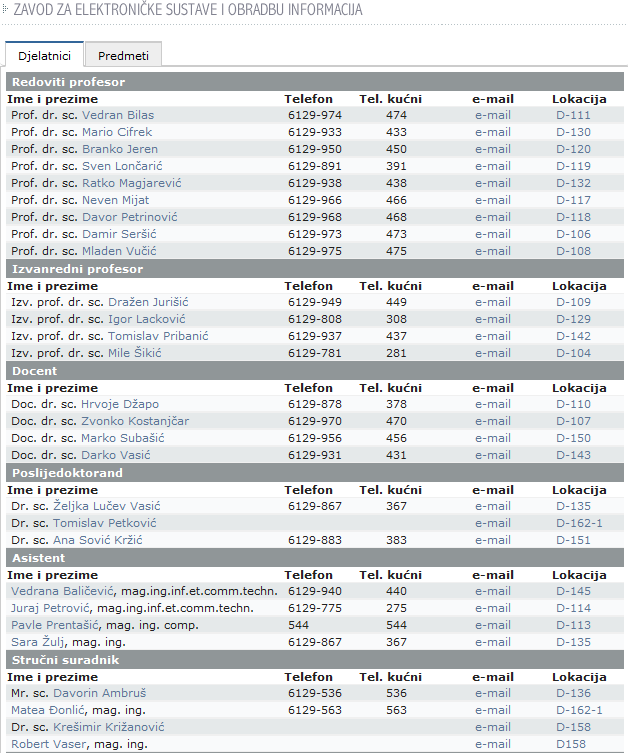 ZAVOD ZA ELEKTRONIČKE SUSTAVE I OBRADBU INFORMACIJA
Djelatnici Predmeti
Redoviti profesor
Ime i prezime Telefon Tel. kućni e-mail Lokacija
Prof. dr. sc. Vedran Bilas 6129-974 474 e-mail D-111
Prof. dr. sc. Mario Cifrek 6129-933 433 e-mail D-130
Prof. dr. sc. Branko Jeren 6129-950 450 e-mail D-120
Prof. dr. sc. Sven Lončarić 6129-891 391 e-mail D-119
Prof. dr. sc. Ratko Magjarević 6129-938 438 e-mail D-132
Prof. dr. sc. Neven Mijat 6129-966 466 e-mail D-117
Prof. dr. sc. Davor Petrinović 6129-968 468 e-mail D-118
Prof. dr. sc. Damir Seršić 6129-973 473 e-mail D-106
Prof. dr. sc. Mladen Vučić 6129-975 475 e-mail D-108
Izvanredni profesor
Ime i prezime Telefon Tel. kućni e-mail Lokacija
Izv. prof. dr. sc. Dražen Jurišić 6129-949 449 e-mail D-109
Izv. prof. dr. sc. Igor Lacković 6129-808 308 e-mail D-129
Izv. prof. dr. sc. Tomislav Pribanić 6129-937 437 e-mail D-142
Izv. prof. dr. sc. Mile Šikić 6129-781 281 e-mail D-104
Docent
Ime i prezime Telefon Tel. kućni e-mail Lokacija
Doc. dr. sc. Hrvoje Džapo 6129-878 378 e-mail D-110
Doc. dr. sc. Zvonko Kostanjčar 6129-970 470 e-mail D-107
Doc. dr. sc. Marko Subašić 6129-956 456 e-mail D-150
Doc. dr. sc. Darko Vasić 6129-931 431 e-mail D-143
Poslijedoktorand
Ime i prezime Telefon Tel. kućni e-mail Lokacija
Dr. sc. Željka Lučev Vasić 6129-867 367 e-mail D-135
Dr. sc. Tomislav Petković e-mail D-162-1
Dr. sc. Ana Sović Kržić 6129-883 383 e-mail D-151
Asistent
Ime i prezime Telefon Tel. kućni e-mail Lokacija
Vedrana Baličević, mag.ing.inf.et.comm.techn. 6129-940 440 e-mail D-145
Juraj Petrović, mag.ing.inf.et.comm.techn. 6129-775 275 e-mail D-114
Pavle Prentašić, mag. ing. comp. 544 544 e-mail D-113
Sara Žulj, mag. ing. 6129-867 367 e-mail D-135
Stručni suradnik
Ime i prezime Telefon Tel. kućni e-mail Lokacija
Mr. sc. Davorin Ambruš 6129-536 536 e-mail D-136
Matea Đonlić, mag. ing. 6129-563 563 e-mail D-162-1
Dr. sc. Krešimir Križanović e-mail D-158
Robert Vaser, mag. ing. e-mail D158